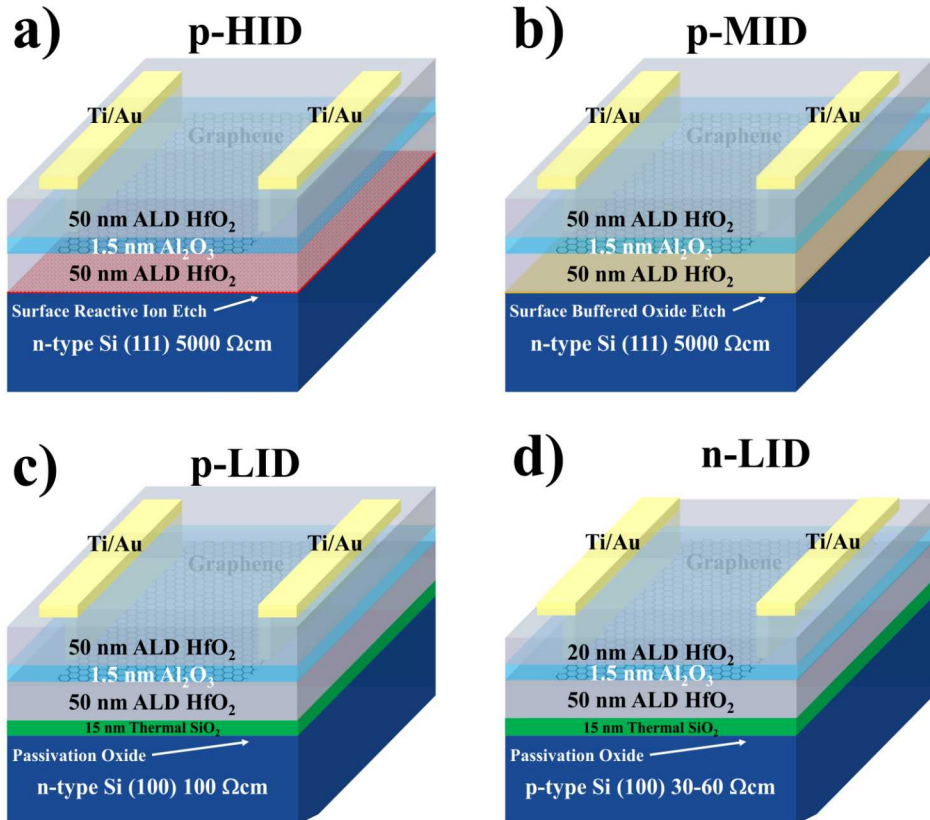 a)
p-HID
Ti/Au
Ti/Au
Graphene
50 nm ALD HfO₂
1.5 nm Al₂O₃
50 nm ALD HfO₂
Surface Reactive Ion Etch
n-type Si (111) 5000 Ωcm
b)
p-MID
Ti/Au
Ti/Au
Graphene
50 nm ALD HfO₂
1.5 nm Al₂O₃
50 nm ALD HfO₂
Surface Buffered Oxide Etch
n-type Si (111) 5000 Ωcm
c)
p-LID
Ti/Au
Ti/Au
Graphene
50 nm ALD HfO₂
1.5 nm Al₂O₃
50 nm ALD HfO₂
15 nm Thermal SiO₂
Passivation Oxide
n-type Si (100) 100 Ωcm
d)
n-LID
Ti/Au
Ti/Au
Graphene
20 nm ALD HfO₂
1.5 nm Al₂O₃
50 nm ALD HfO₂
15 nm Thermal SiO₂
Passivation Oxide
p-type Si (100) 30-60 Ωcm